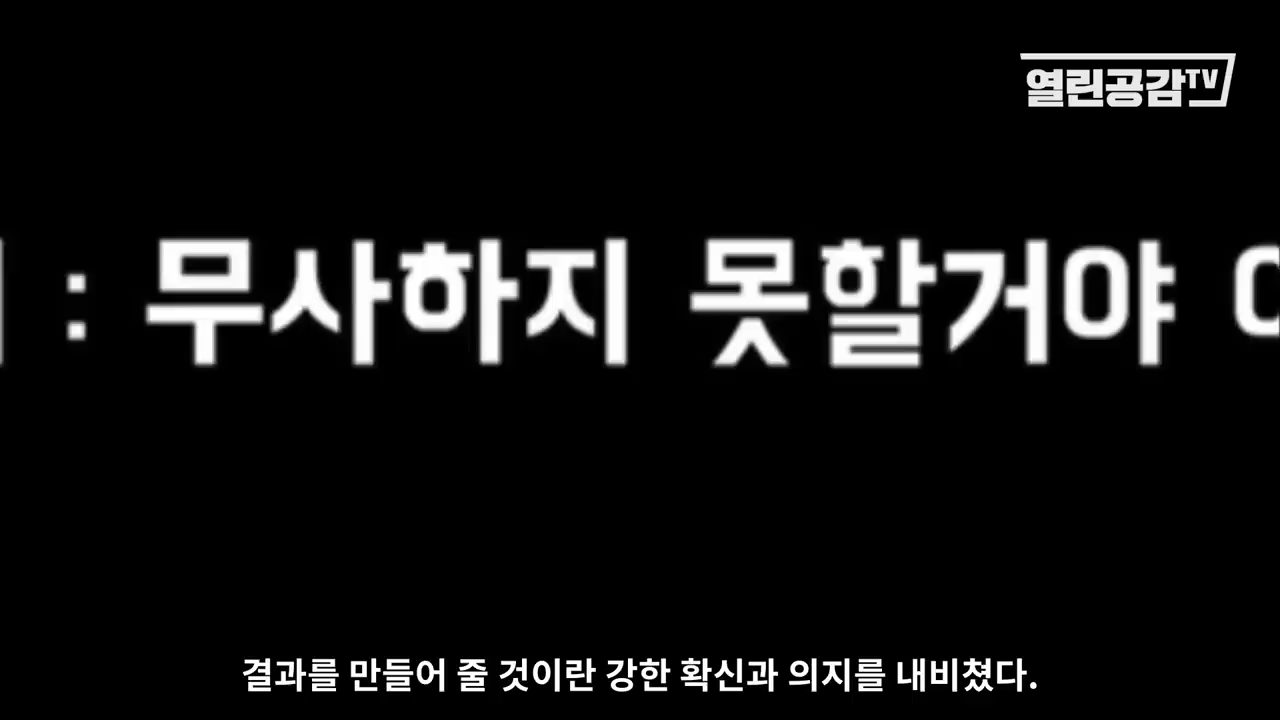 열린공감TV
: 무사하지 못할거야
결과를 만들어 줄 것이란 강한 확신과 의지를 내비쳤다.